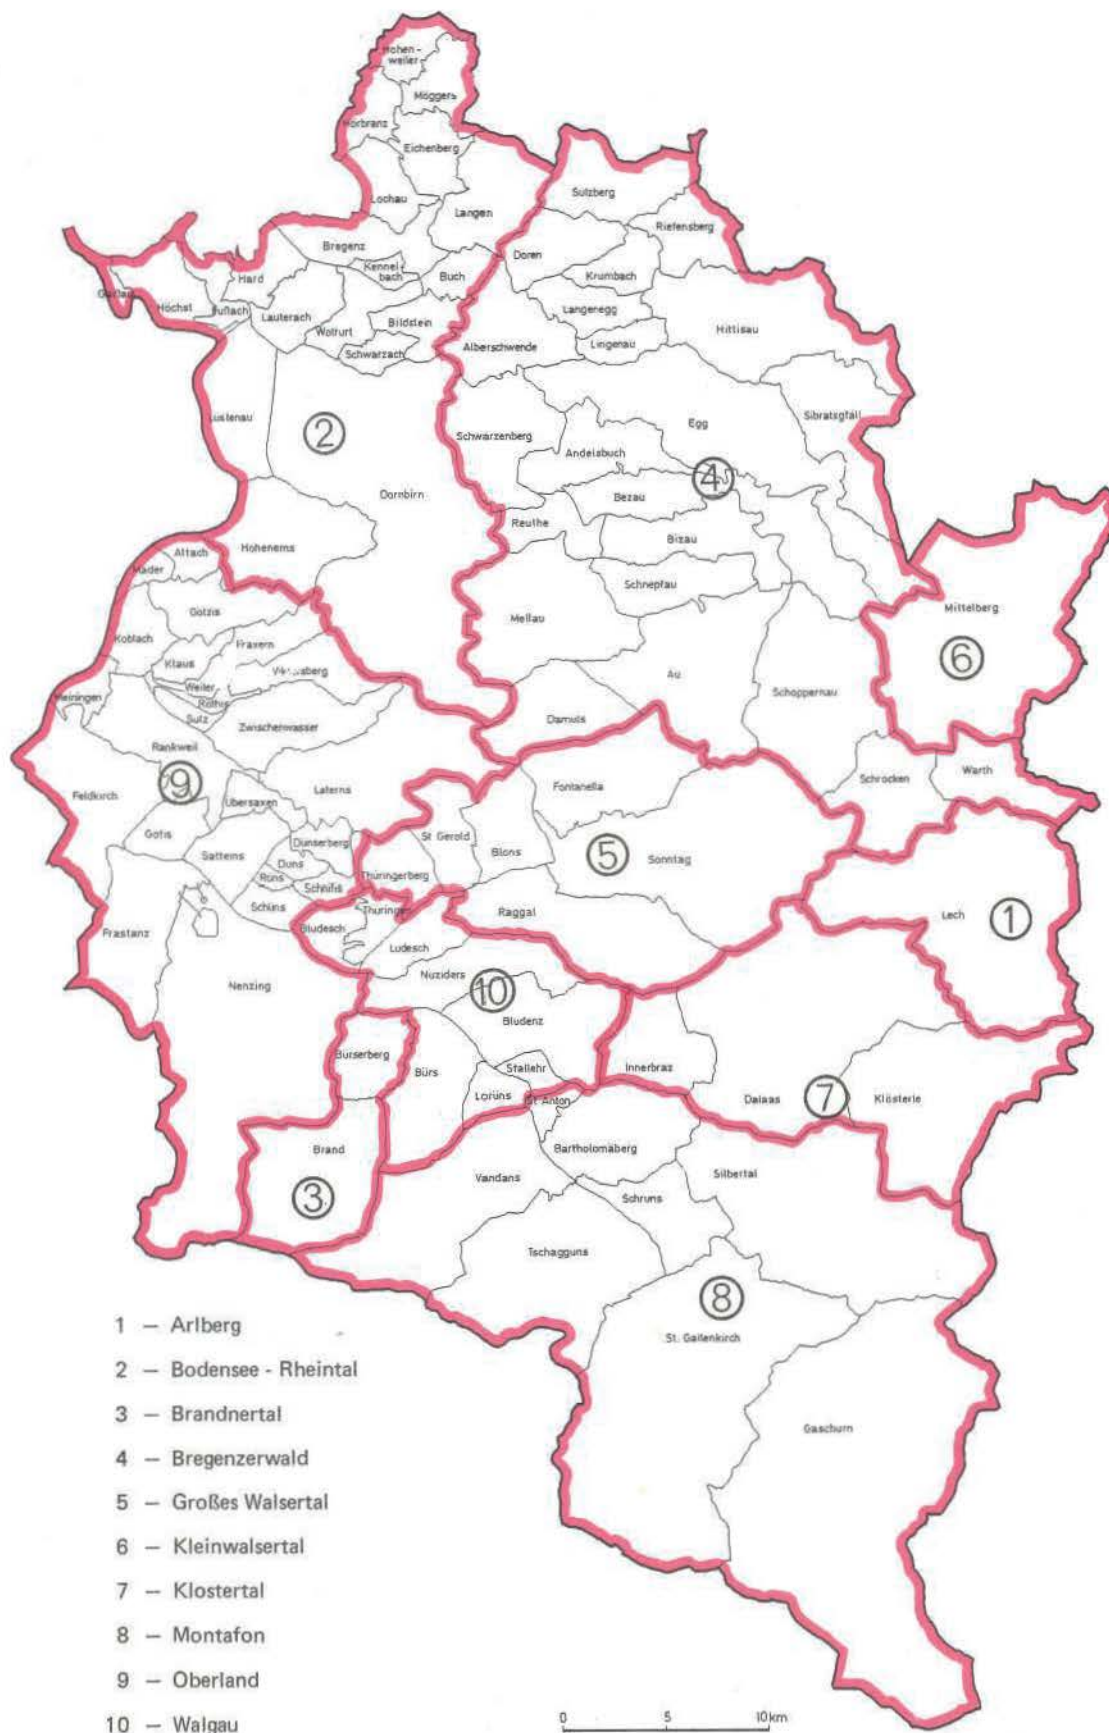 Hohen-
weiler
Möggers
Hörbranz
Eichenberg
Lochau
Langen
Sulzberg
Riefensberg
Bregenz
Kennel-
bach
Buch
Doren
Krumbach
Hard
Gaißau
Höchst
Fußach
Lauterach
Wolfurt
Bildstein
Schwarzach
Langenegg
Lingenau
Alberschwende
Hittisau
Sibratsgfäll
Lustenau
2
Egg
Schwarzenberg
Andelsbuch
4
Dornbirn
Bezau
Reuthe
Bizau
Hohenems
Altach
Mäder
Schnepfau
Götzis
Mellau
Mittelberg
6
Koblach
Fraxern
Klaus
Viktorsberg
Weiler
Röthis
Meiningen
Sulz
Zwischenwasser
Au
Schoppernau
Damüls
Rankweil
9
Feldkirch
Übersaxen
Laterns
Fontanella
Schröcken
Warth
Göfis
Satteins
Dünserberg
St Gerold
Blons
5
Sonntag
Düns
Röns
Schnifis
Thüringerberg
Schlins
Thüringen
Bludesch
Raggal
Lech
1
Frastanz
Ludesch
Nenzing
Nüziders
10
Bludenz
Bürserberg
Bürs
Stallehr
Lorüns
St Anton
Innerbraz
Dalaas
7
Klösterle
Brand
3
Bartholomäberg
Vandans
Silbertal
Schruns
Tschagguns
8
St. Gallenkirch
Gaschurn
1 – Arlberg
2 – Bodensee - Rheintal
3 – Brandnertal
4 – Bregenzerwald
5 – Großes Walsertal
6 – Kleinwalsertal
7 – Klostertal
8 – Montafon
9 – Oberland
10 – Walgau
0 5 10km